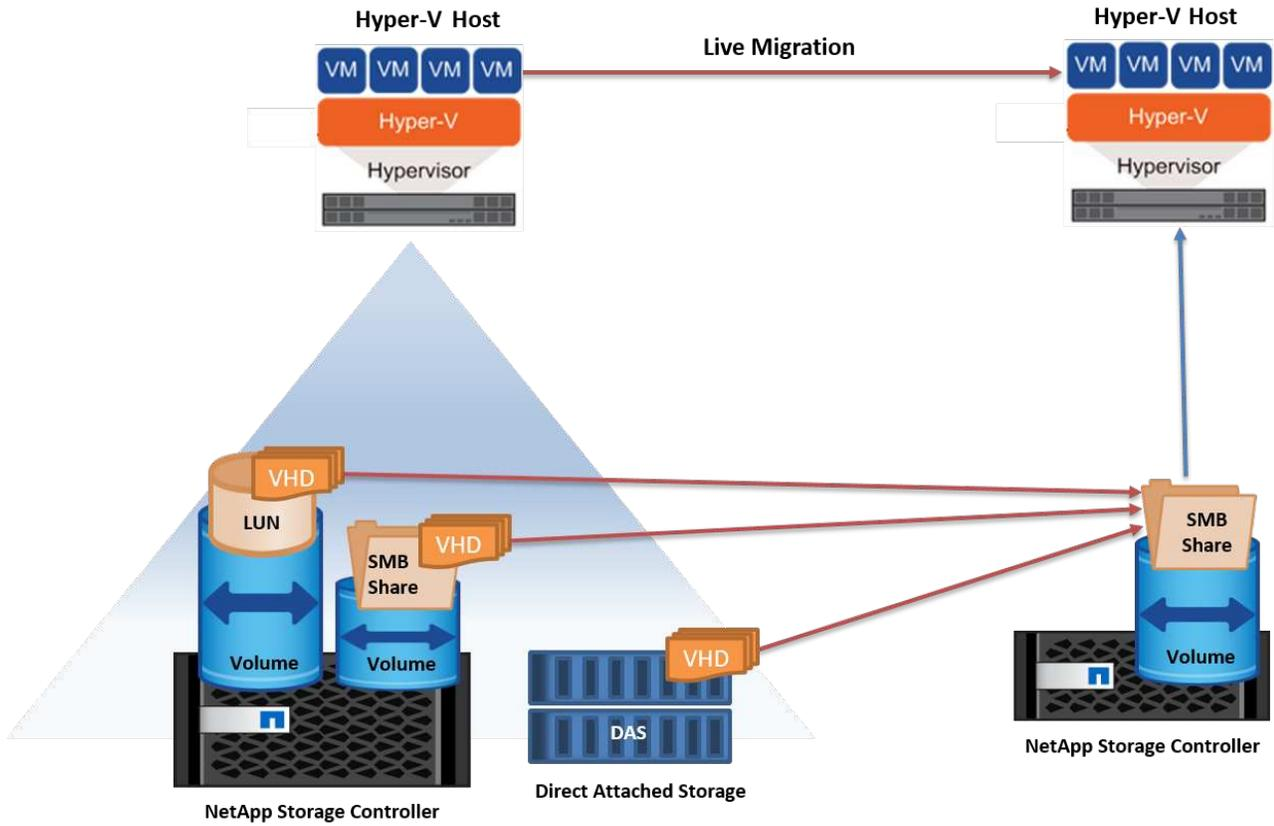 Hyper-V Host
Hyper-V Host
Live Migration
VM VM VM VM
VM VM VM VM
Hyper-V
Hyper-V
Hypervisor
Hypervisor
VHD
LUN
VHD
SMB
Share
SMB
Share
VHD
Volume
Volume
Volume
DAS
NetApp Storage Controller
Direct Attached Storage
NetApp Storage Controller